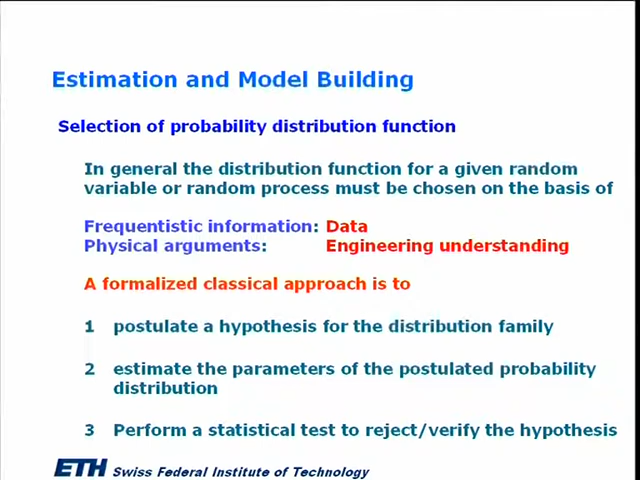 Estimation and Model Building
Selection of probability distribution function
In general the distribution function for a given random
variable or random process must be chosen on the basis of
Frequentistic information: Data
Physical arguments: Engineering understanding
A formalized classical approach is to
1 postulate a hypothesis for the distribution family
2 estimate the parameters of the postulated probability
distribution
3 Perform a statistical test to reject/verify the hypothesis
ETH Swiss Federal Institute of Technology